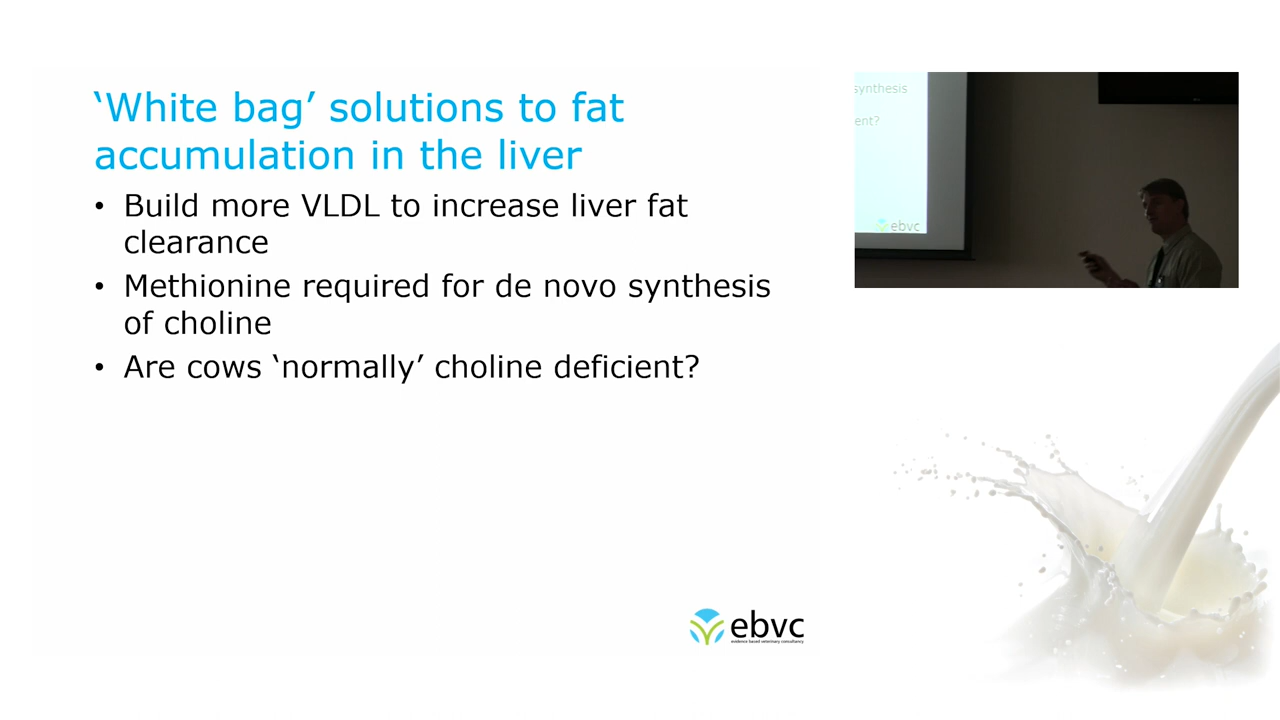 ‘White bag’ solutions to fat
accumulation in the liver
• Build more VLDL to increase liver fat
clearance
• Methionine required for de novo synthesis
of choline
• Are cows ‘normally’ choline deficient?
ebvc
evidence based veterinary consultancy
synthesis
ent?
ebvc